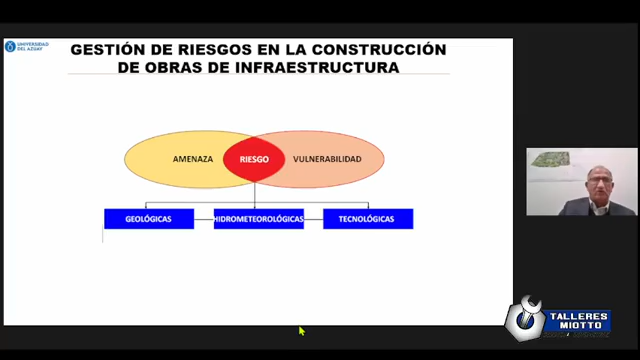 UNIVERSIDAD
DEL AZUAY
GESTIÓN DE RIESGOS EN LA CONSTRUCCIÓN
DE OBRAS DE INFRAESTRUCTURA
AMENAZA
RIESGO
VULNERABILIDAD
GEOLÓGICAS
HIDROMETEOROLÓGICAS
TECNOLÓGICAS
TALLERES
MIOTTO